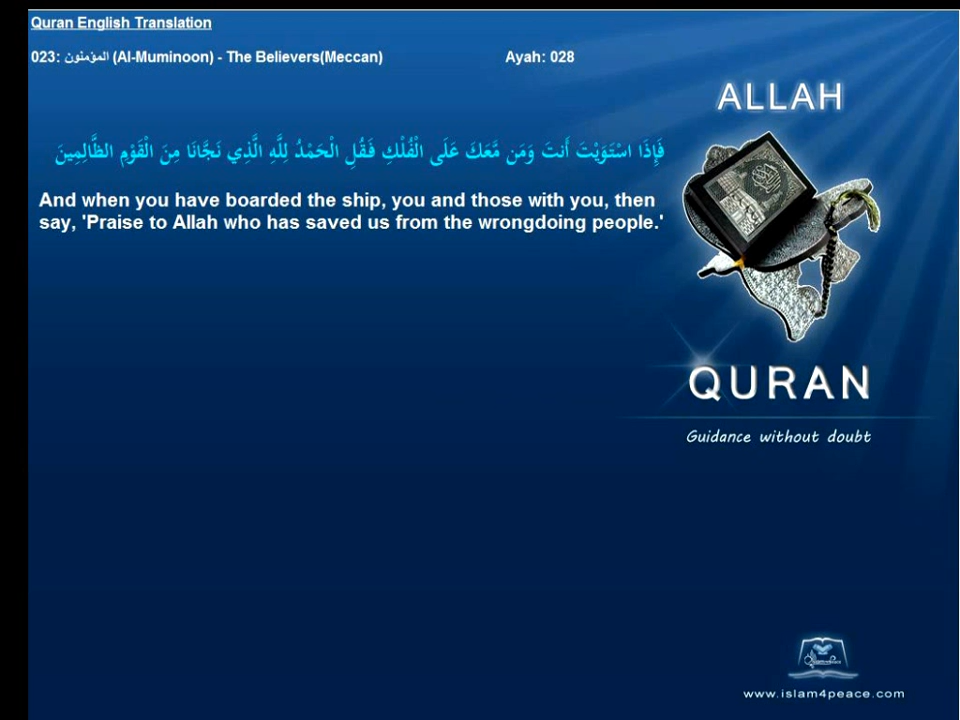 Quran English Translation
023: المؤمنون (Al-Muminoon) - The Believers(Meccan) Ayah: 028
ALLAH
فَإِذَا اسْتَوَيْتَ أَنتَ وَمَن مَّعَكَ عَلَى الْفُلْكِ فَقُلِ الْحَمْدُ لِلَّهِ الَّذِي نَجَّانَا مِنَ الْقَوْمِ الظَّالِمِينَ
And when you have boarded the ship, you and those with you, then
say, 'Praise to Allah who has saved us from the wrongdoing people.'
QURAN
Guidance without doubt
www.islam4peace.com